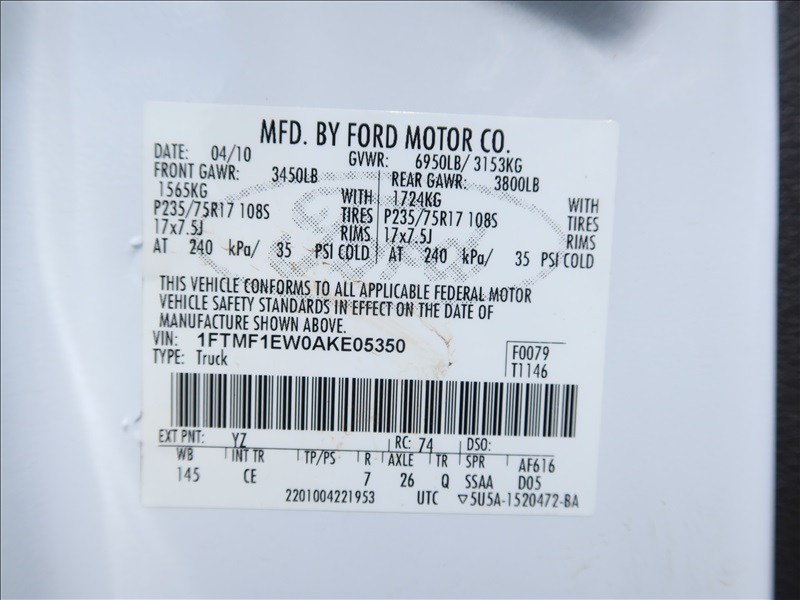 MFD. BY FORD MOTOR CO.
DATE: 04/10 GVWR: 6950LB/ 3153KG
FRONT GAWR: 3450LB REAR GAWR: 3800LB
1565KG WITH 1724KG WITH
P235/75R17 108S TIRES P235/75R17 108S TIRES
17x7.5J RIMS 17x7.5J RIMS
AT 240 kPa/ 35 PSI COLD AT 240 kPa/ 35 PSI COLD
THIS VEHICLE CONFORMS TO ALL APPLICABLE FEDERAL MOTOR
VEHICLE SAFETY STANDARDS IN EFFECT ON THE DATE OF
MANUFACTURE SHOWN ABOVE.
VIN: 1FTMF1EW0AKE05350 F0079
TYPE: Truck T1146
EXT PNT: YZ RC: 74 DSO:
WB INT TR TP/PS R AXLE TR SPR AF616
145 CE 7 26 Q SSAA D05
2201004221953 UTC ▽5U5A-1520472-BA
Ford